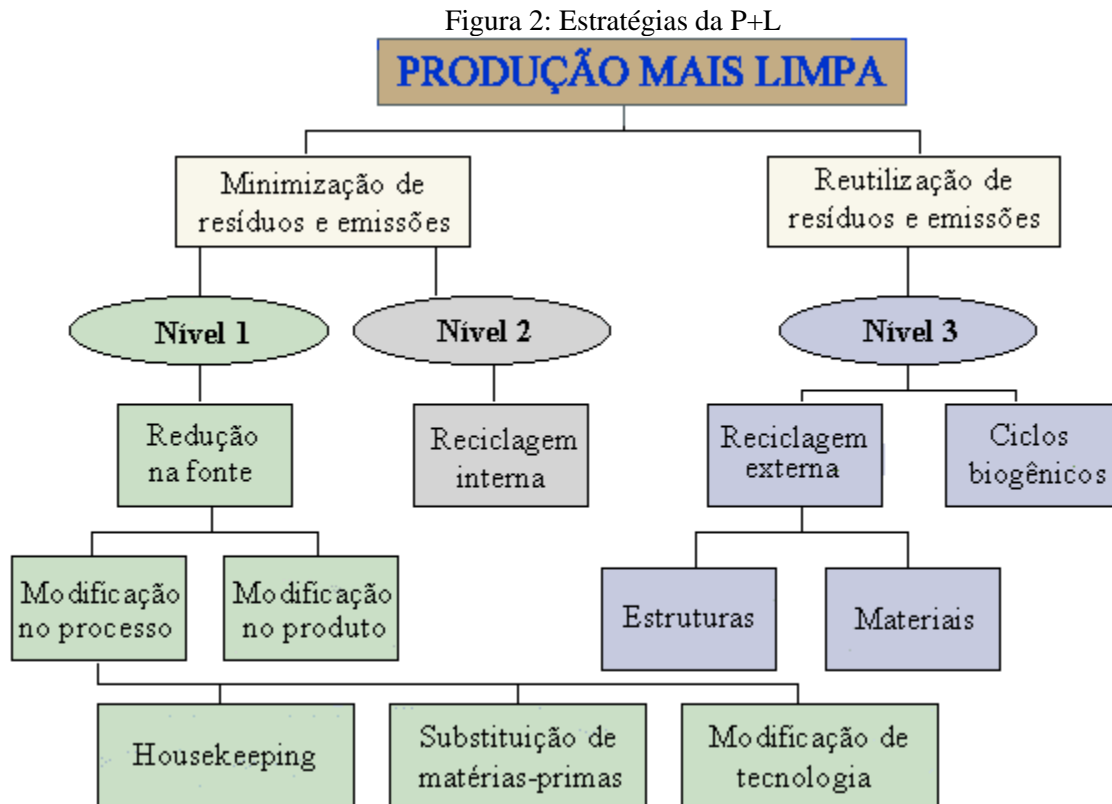 Figura 2: Estratégias da P+L
PRODUÇÃO MAIS LIMPA
Minimização de
resíduos e emissões
Reutilização de
resíduos e emissões
Nível 1
Nível 2
Nível 3
Redução
na fonte
Reciclagem
interna
Reciclagem
externa
Ciclos
biogênicos
Modificação
no processo
Modificação
no produto
Estruturas
Materiais
Housekeeping
Substituição de
matérias-primas
Modificação de
tecnologia